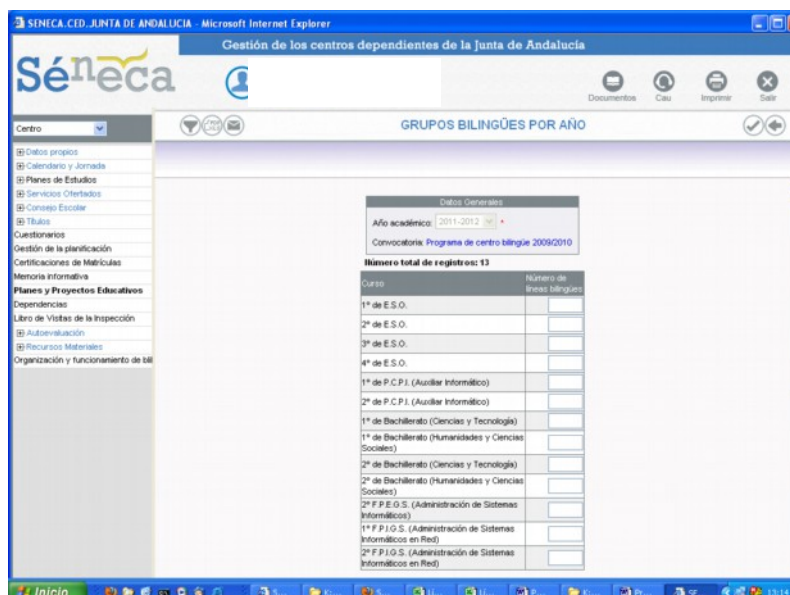 SENECA.CED.JUNTA DE ANDALUCIA - Microsoft Internet Explorer
Gestión de los centros dependientes de la Junta de Andalucía
Séneca
Documentos Cau Imprimir Salir
Centro
GRUPOS BILINGÜES POR AÑO
Datos propios
Calendario y Jornada
Planes de Estudios
Servicios Ofertados
Consejo Escolar
Títulos
Cuestionarios
Gestión de la planificación
Certificaciones de Matrículas
Memoria informativa
Planes y Proyectos Educativos
Dependencias
Libro de Visitas de la Inspección
Autoevaluación
Recursos Materiales
Organización y funcionamiento de bili
Datos Generales
Año académico: 2011-2012 *
Convocatoria: Programa de centro bilingüe 2009/2010
Número total de registros: 13
Curso
Número de
líneas bilingües
1º de E.S.O.
2º de E.S.O.
3º de E.S.O.
4º de E.S.O.
1º de P.C.P.I. (Auxiliar Informático)
2º de P.C.P.I. (Auxiliar Informático)
1º de Bachillerato (Ciencias y Tecnología)
1º de Bachillerato (Humanidades y Ciencias
Sociales)
2º de Bachillerato (Ciencias y Tecnología)
2º de Bachillerato (Humanidades y Ciencias
Sociales)
2º F.P.E.G.S. (Administración de Sistemas
Informáticos)
1º F.P.I.G.S. (Administración de Sistemas
Informáticos en Red)
2º F.P.I.G.S. (Administración de Sistemas
Informáticos en Red)
Inicio
13:14